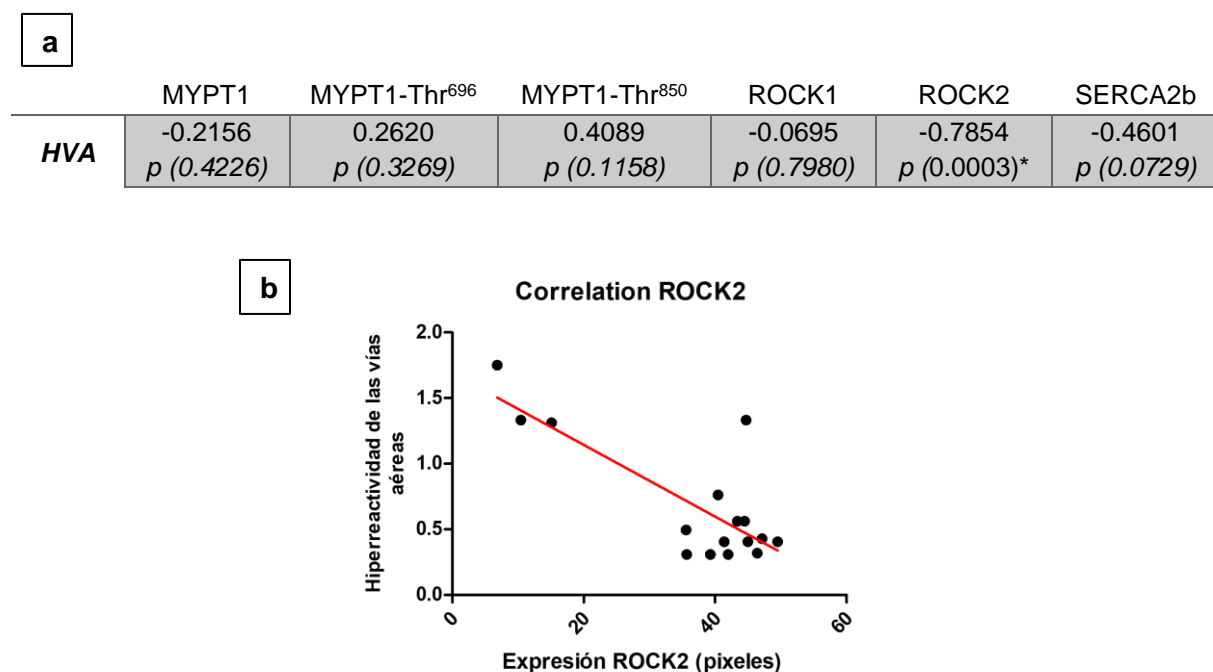 a
MYPT1 MYPT1-Thr696 MYPT1-Thr850 ROCK1 ROCK2 SERCA2b
HVA
-0.2156 0.2620 0.4089 -0.0695 -0.7854 -0.4601
p (0.4226) p (0.3269) p (0.1158) p (0.7980) p (0.0003)* p (0.0729)
b
Correlation ROCK2
Hiperreactividad de las vías
aéreas
2.0
1.5
1.0
0.5
0.0
0 20 40 60
Expresión ROCK2 (pixeles)